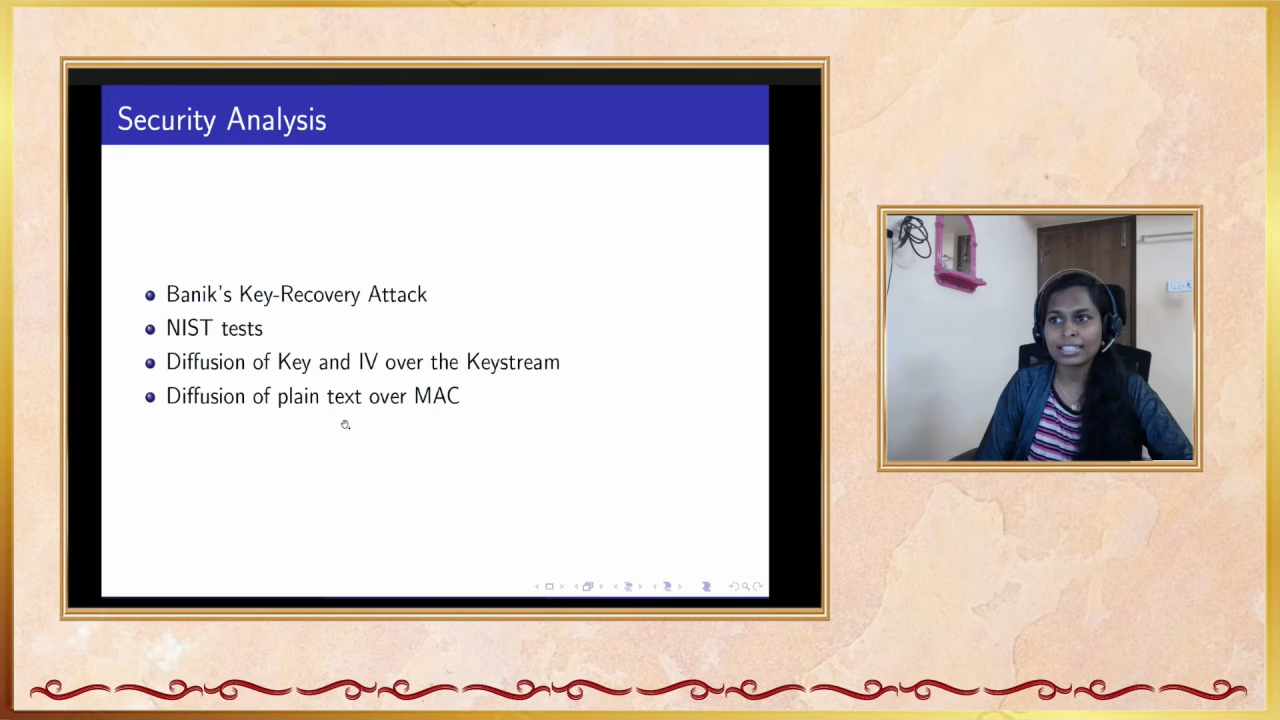 Security Analysis
Banik's Key-Recovery Attack
NIST tests
Diffusion of Key and IV over the Keystream
Diffusion of plain text over MAC